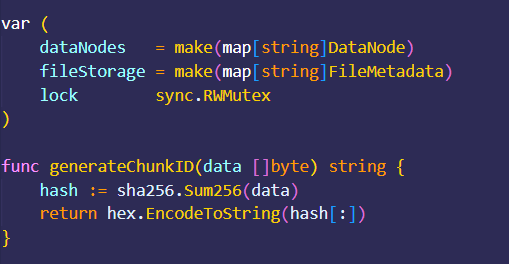 var (
    dataNodes   = make(map[string]DataNode)
    fileStorage = make(map[string]FileMetadata)
    lock        sync.RWMutex
)

func generateChunkID(data []byte) string {
    hash := sha256.Sum256(data)
    return hex.EncodeToString(hash[:])
}